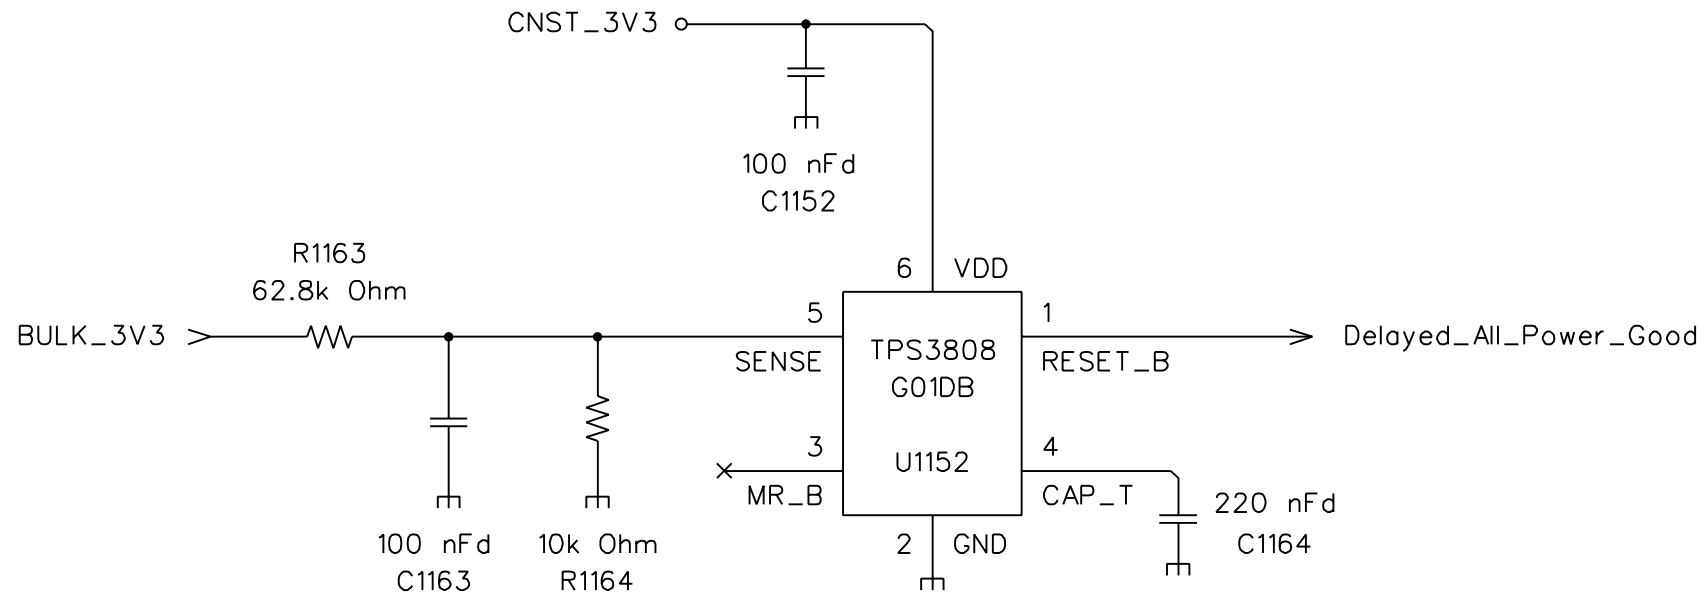 CNST_3V3
100 nFd
C1152
R1163
62.8k Ohm
6 VDD
BULK_3V3
5
1
TPS3808
G01DB
Delayed_All_Power_Good
SENSE
RESET_B
3
4
U1152
MR_B
CAP_T
220 nFd
C1164
100 nFd
C1163
10k Ohm
R1164
2 GND